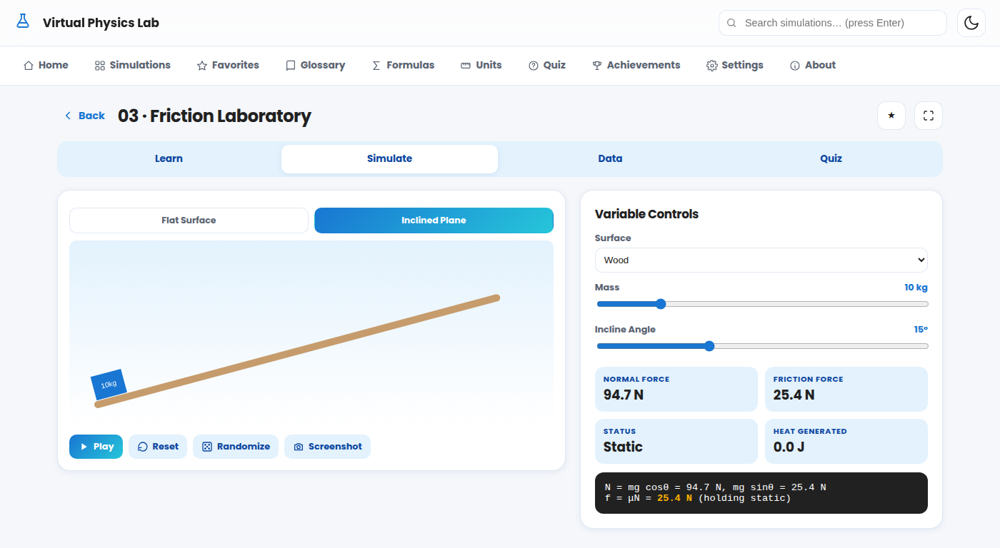 Virtual Physics Lab
Search simulations… (press Enter)
Home
Simulations
Favorites
Glossary
Formulas
Units
Quiz
Achievements
Settings
About
Back
03 · Friction Laboratory
Learn
Simulate
Data
Quiz
Flat Surface
Inclined Plane
10kg
Play
Reset
Randomize
Screenshot
Variable Controls
Surface
Wood
Mass
10 kg
Incline Angle
15°
NORMAL FORCE
94.7 N
FRICTION FORCE
25.4 N
STATUS
Static
HEAT GENERATED
0.0 J
N = mg cosθ = 94.7 N, mg sinθ = 25.4 N
f = μN = 25.4 N (holding static)